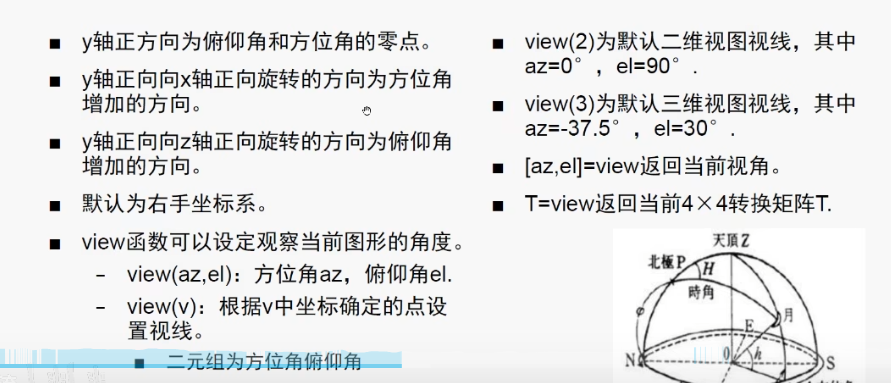 y轴正方向为俯仰角和方位角的零点。
y轴正向向x轴正向旋转的方向为方位角
增加的方向。
y轴正向向z轴正向旋转的方向为俯仰角
增加的方向。
默认为右手坐标系。
view函数可以设定观察当前图形的角度。
- view(az,el)：方位角az，俯仰角el.
- view(v)：根据v中坐标确定的点设
置视线。
二元组为方位角俯仰角
view(2)为默认二维视图视线，其中
az=0°，el=90°.
view(3)为默认三维视图视线，其中
az=-37.5°，el=30°.
[az,el]=view返回当前视角。
T=view返回当前4×4转换矩阵T.
天頂Z
北極P
H
時角
月
E
N
O
h
S